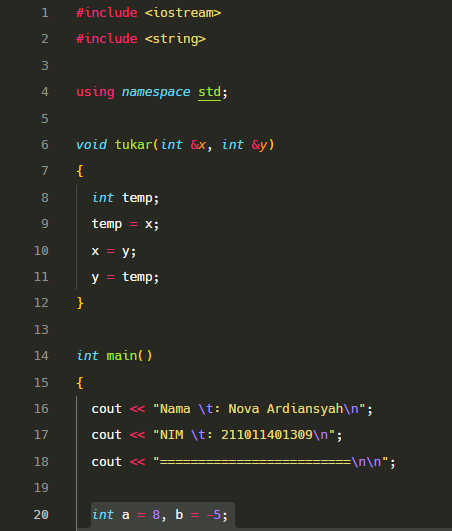 1 #include <iostream>
2 #include <string>
3
4 using namespace std;
5
6 void tukar(int &x, int &y)
7 {
8 int temp;
9 temp = x;
10 x = y;
11 y = temp;
12 }
13
14 int main()
15 {
16 cout << "Nama \t: Nova Ardiansyah\n";
17 cout << "NIM \t: 211011401309\n";
18 cout << "=========================\n\n";
19
20 int a = 8, b = -5;